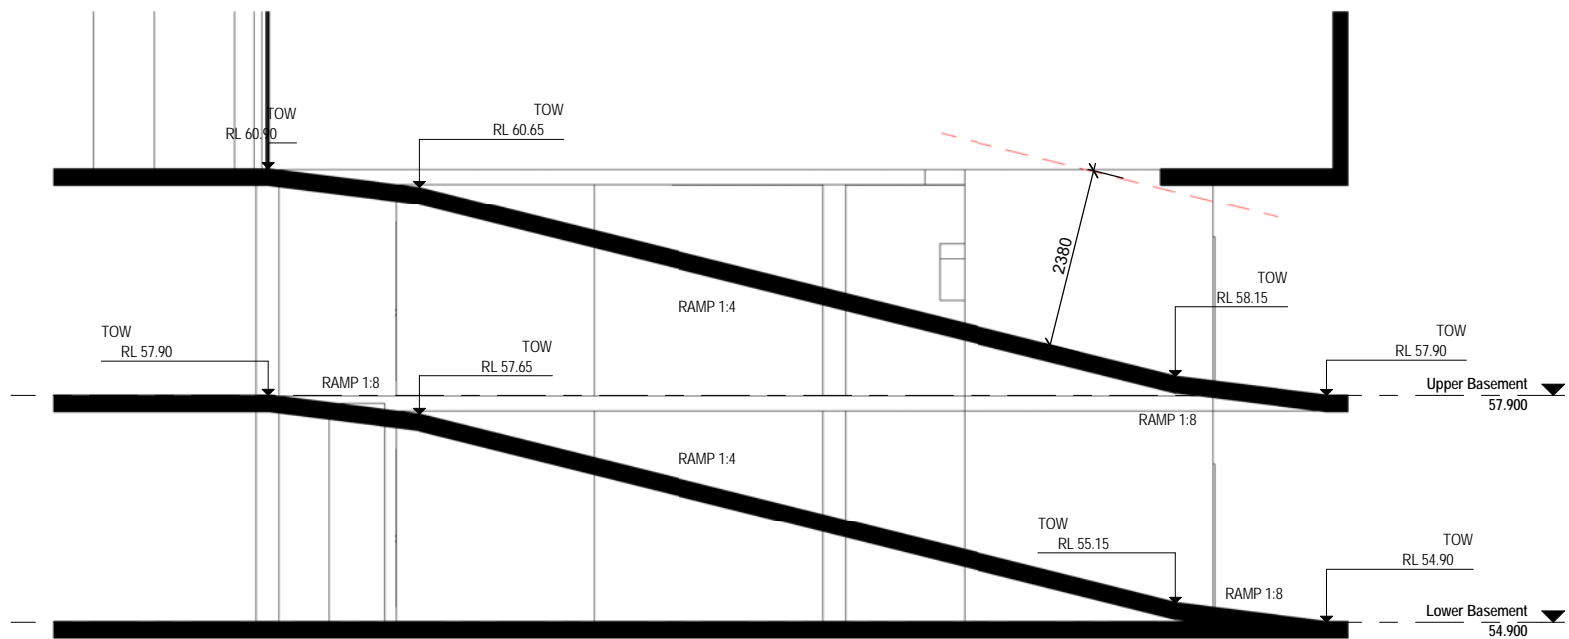 TOW
RL 60.90
TOW
RL 60.65
2380
TOW
RL 58.15
RAMP 1:4
TOW
RL 57.90
TOW
RL 57.65
RAMP 1:8
TOW
RL 57.90
Upper Basement
57.900
RAMP 1:8
RAMP 1:4
TOW
RL 55.15
TOW
RL 54.90
RAMP 1:8
Lower Basement
54.900